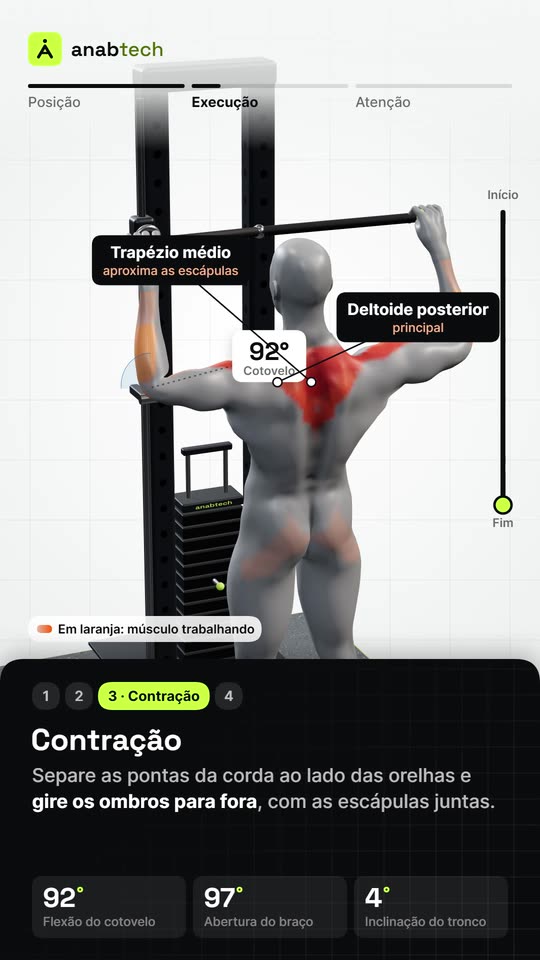 anabtech
Posição
Execução
Atenção
Início
Trapézio médio
aproxima as escápulas
Deltoide posterior
principal
92°
Cotovelo
anabtech
Fim
Em laranja: músculo trabalhando
1
2
3 · Contração
4
Contração
Separe as pontas da corda ao lado das orelhas e
gire os ombros para fora, com as escápulas juntas.
92°
97°
4°
Flexão do cotovelo
Abertura do braço
Inclinação do tronco